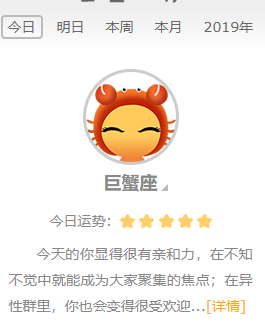 今日 明日 本周 本月 2019年
巨蟹座
今日运势：
今天的你显得很有亲和力，在不知
不觉中就能成为大家聚集的焦点；在异
性群里，你也会变得很受欢迎...[详情]